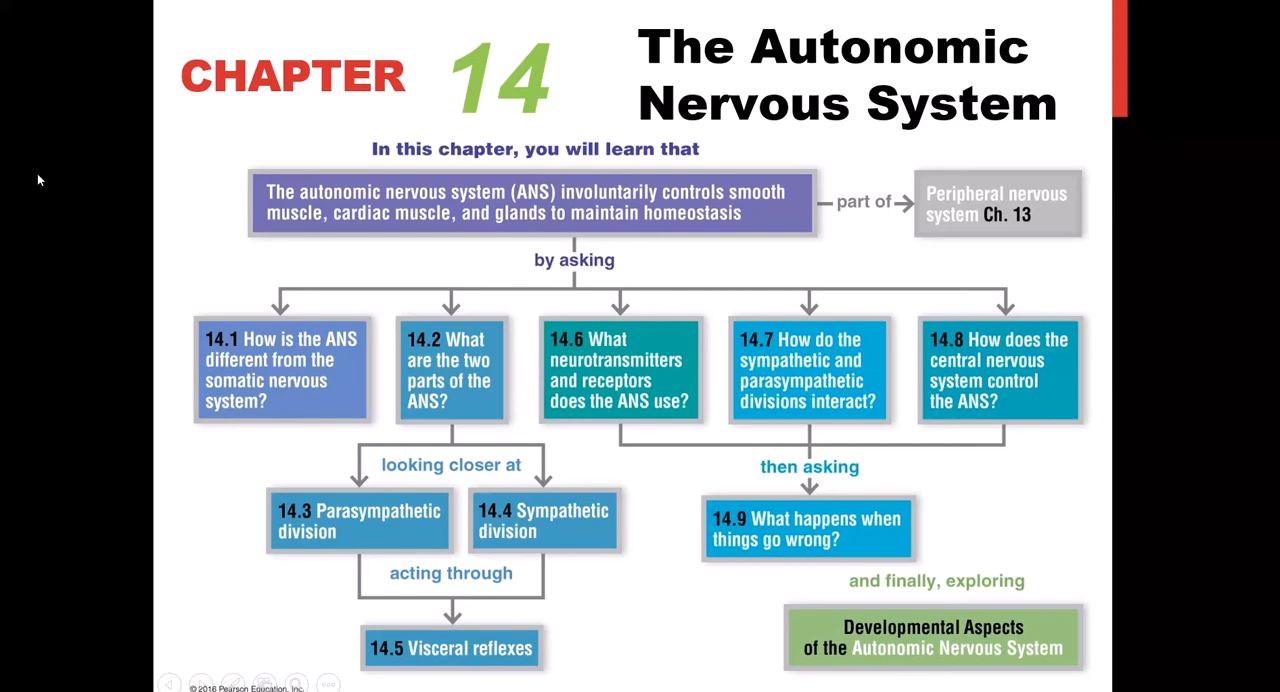 CHAPTER 14
The Autonomic
Nervous System
In this chapter, you will learn that
The autonomic nervous system (ANS) involuntarily controls smooth
muscle, cardiac muscle, and glands to maintain homeostasis
part of
Peripheral nervous
system Ch. 13
by asking
14.1 How is the ANS
different from the
somatic nervous
system?
14.2 What
are the two
parts of the
ANS?
14.6 What
neurotransmitters
and receptors
does the ANS use?
14.7 How do the
sympathetic and
parasympathetic
divisions interact?
14.8 How does the
central nervous
system control
the ANS?
looking closer at
14.3 Parasympathetic
division
14.4 Sympathetic
division
acting through
14.5 Visceral reflexes
then asking
14.9 What happens when
things go wrong?
and finally, exploring
Developmental Aspects
of the Autonomic Nervous System
© 2016 Pearson Education, Inc.